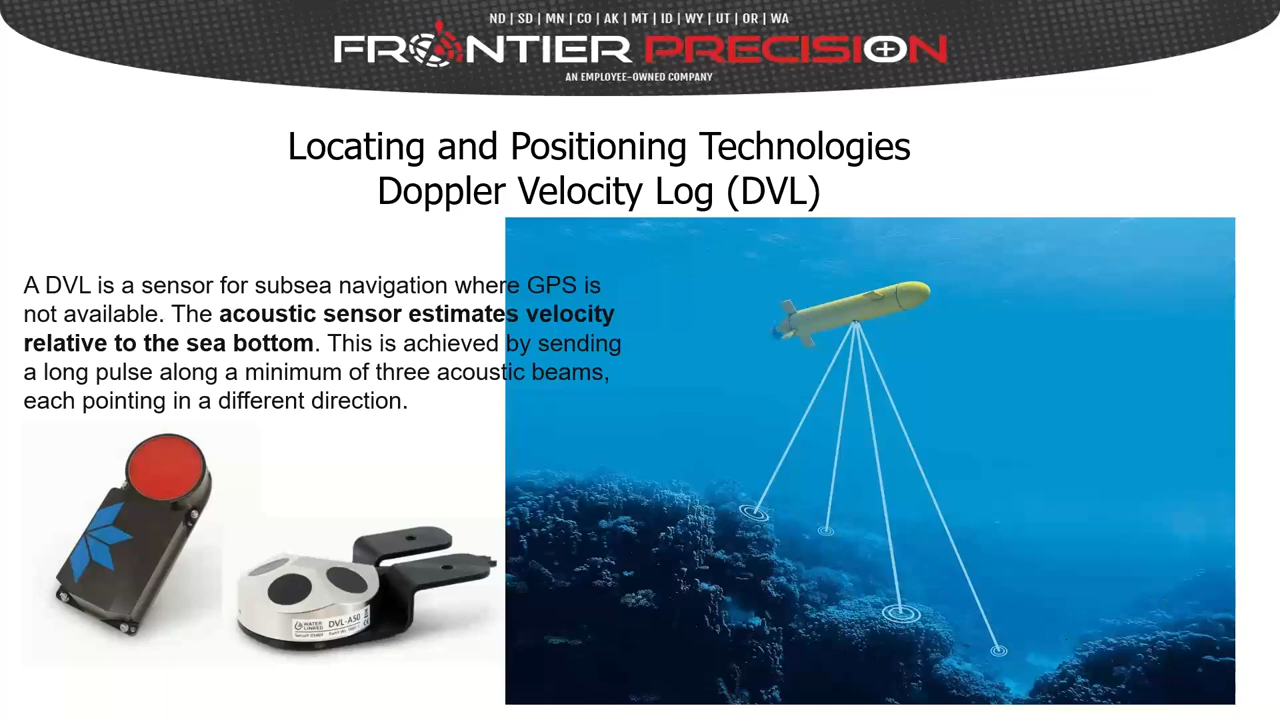 ND | SD | MN | CO | AK | MT | ID | WY | UT | OR | WA
FRONTIER PRECISION
AN EMPLOYEE-OWNED COMPANY
Locating and Positioning Technologies
Doppler Velocity Log (DVL)
A DVL is a sensor for subsea navigation where GPS is
not available. The acoustic sensor estimates velocity
relative to the sea bottom. This is achieved by sending
a long pulse along a minimum of three acoustic beams,
each pointing in a different direction.
WATER
LINKED
DVL-A50